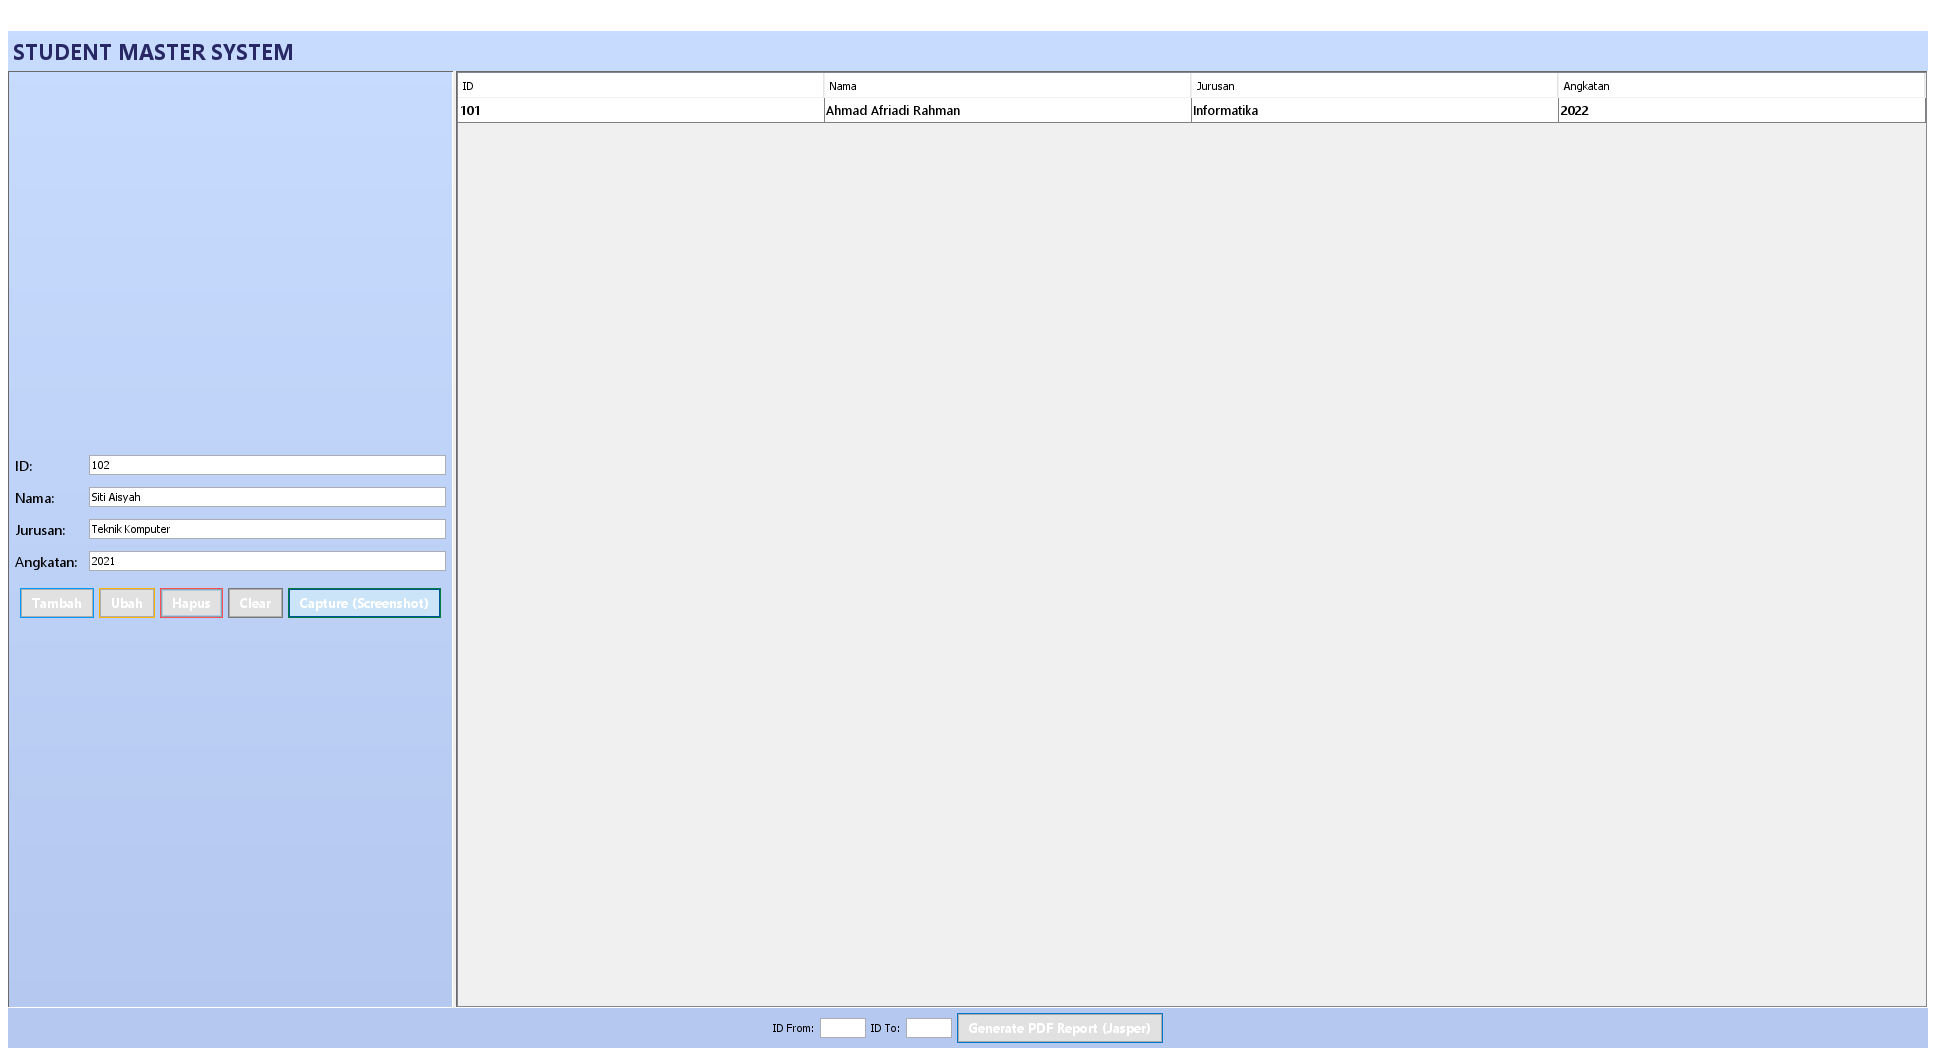 STUDENT MASTER SYSTEM
ID Nama Jurusan Angkatan
101 Ahmad Afriadi Rahman Informatika 2022
ID: 102
Nama: Siti Aisyah
Jurusan: Teknik Komputer
Angkatan: 2021
Tambah Ubah Hapus Clear Capture (Screenshot)
ID From: ID To: Generate PDF Report (Jasper)